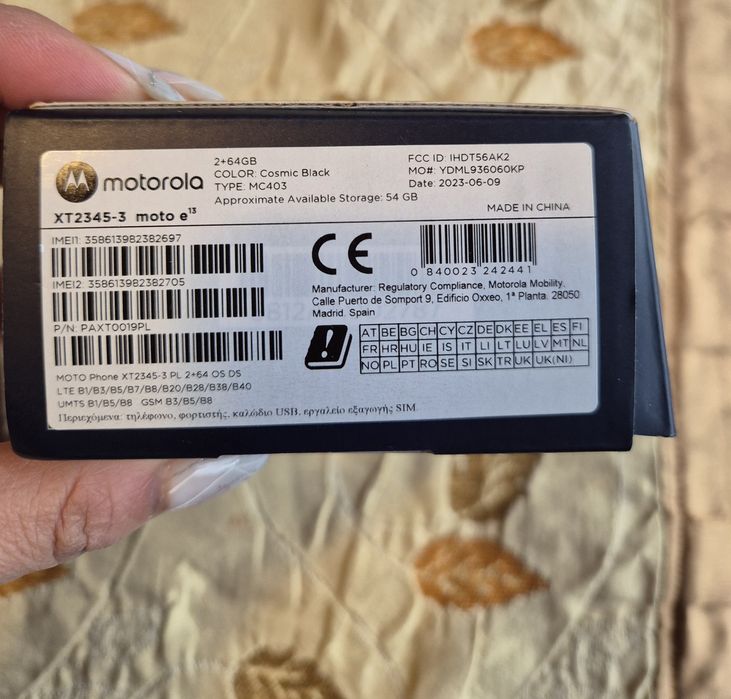 motorola
2+64GB
COLOR: Cosmic Black
TYPE: MC403
Approximate Available Storage: 54 GB
FCC ID: IHDT56AK2
MO#: YDML936060KP
Date: 2023-06-09
MADE IN CHINA
XT2345-3 moto e¹³
IMEI1: 358613982382697
IMEI2: 358613982382705
P/N: PAXT0019PL
CE
0 840023 242441
Manufacturer: Regulatory Compliance, Motorola Mobility,
Calle Puerto de Somport 9, Edificio Oxxeo, 1ª Planta. 28050
Madrid. Spain
AT BE BG CH CY CZ DE DK EE EL ES FI
FR HR HU IE IS IT LI LT LU LV MT NL
NO PL PT RO SE SI SK TR UK UK(NI)
MOTO Phone XT2345-3 PL 2+64 OS DS
LTE B1/B3/B5/B7/B8/B20/B28/B38/B40
UMTS B1/B5/B8 GSM B3/B5/B8
Περιεχόμενα: τηλέφωνο, φορτιστής, καλώδιο USB, εργαλείο εξαγωγής SIM